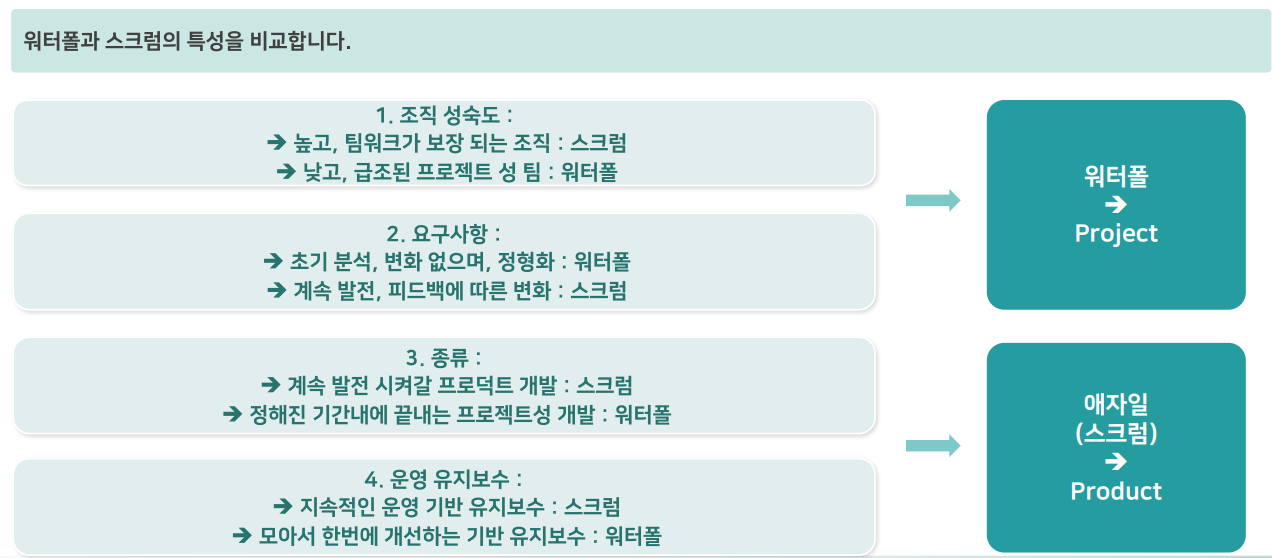 워터폴과 스크럼의 특성을 비교합니다.
1. 조직 성숙도 :
➔ 높고, 팀워크가 보장 되는 조직 : 스크럼
➔ 낮고, 급조된 프로젝트 성 팀 : 워터폴
2. 요구사항 :
➔ 초기 분석, 변화 없으며, 정형화 : 워터폴
➔ 계속 발전, 피드백에 따른 변화 : 스크럼
3. 종류 :
➔ 계속 발전 시켜갈 프로덕트 개발 : 스크럼
➔ 정해진 기간내에 끝내는 프로젝트성 개발 : 워터폴
4. 운영 유지보수 :
➔ 지속적인 운영 기반 유지보수 : 스크럼
➔ 모아서 한번에 개선하는 기반 유지보수 : 워터폴
워터폴
➔
Project
애자일
(스크럼)
➔
Product